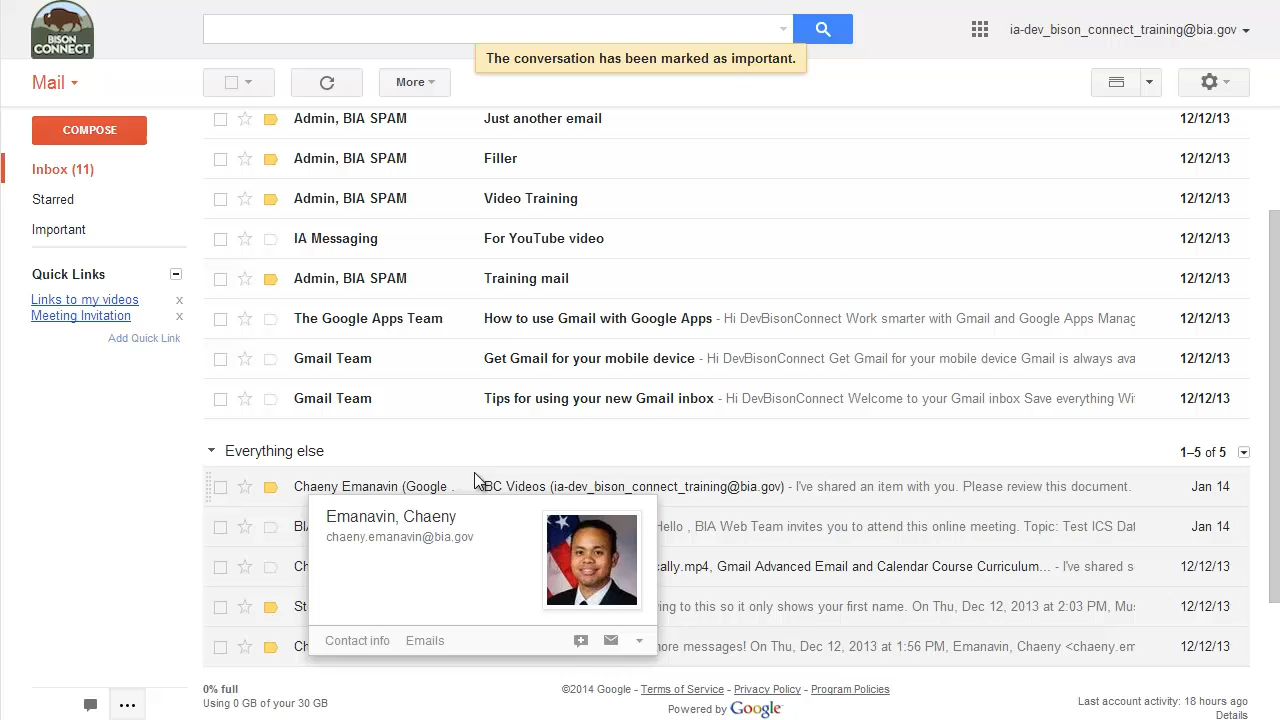 BISON
CONNECT
ia-dev_bison_connect_training@bia.gov
The conversation has been marked as important.
Mail
More
COMPOSE
Inbox (11)
Starred
Important
Quick Links
Links to my videos x
Meeting Invitation x
Add Quick Link
Admin, BIA SPAM Just another email 12/12/13
Admin, BIA SPAM Filler 12/12/13
Admin, BIA SPAM Video Training 12/12/13
IA Messaging For YouTube video 12/12/13
Admin, BIA SPAM Training mail 12/12/13
The Google Apps Team How to use Gmail with Google Apps - Hi DevBisonConnect Work smarter with Gmail and Google Apps Manag 12/12/13
Gmail Team Get Gmail for your mobile device - Hi DevBisonConnect Get Gmail for your mobile device Gmail is always ava 12/12/13
Gmail Team Tips for using your new Gmail inbox - Hi DevBisonConnect Welcome to your Gmail inbox Save everything Wi 12/12/13
Everything else 1–5 of 5
Chaeny Emanavin (Google . BC Videos (ia-dev_bison_connect_training@bia.gov) - I've shared an item with you. Please review this document. Jan 14
BI Hello , BIA Web Team invites you to attend this online meeting. Topic: Test ICS Dat Jan 14
Ch cally.mp4, Gmail Advanced Email and Calendar Course Curriculum... - I've shared s 12/12/13
St ing to this so it only shows your first name. On Thu, Dec 12, 2013 at 2:03 PM, Mus 12/12/13
Ch more messages! On Thu, Dec 12, 2013 at 1:56 PM, Emanavin, Chaeny <chaeny.em 12/12/13
Emanavin, Chaeny
chaeny.emanavin@bia.gov
Contact info Emails
0% full
Using 0 GB of your 30 GB
©2014 Google - Terms of Service - Privacy Policy - Program Policies
Powered by Google
Last account activity: 18 hours ago
Details